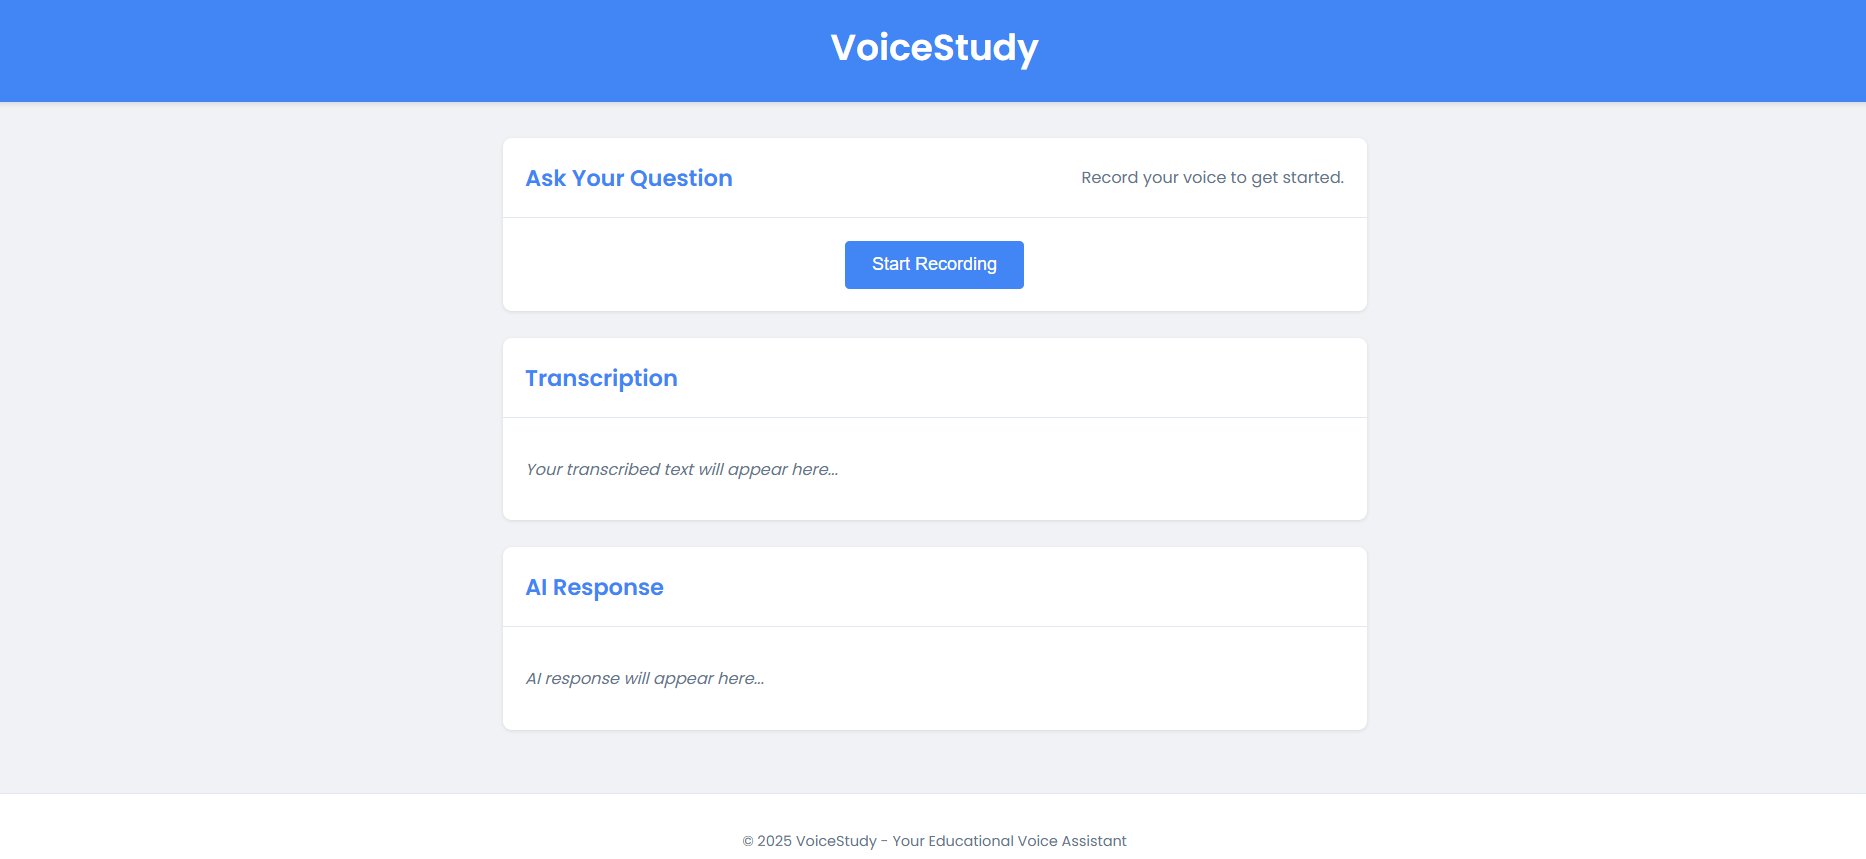 VoiceStudy
Ask Your Question
Record your voice to get started.
Start Recording
Transcription
Your transcribed text will appear here...
AI Response
AI response will appear here...
© 2025 VoiceStudy - Your Educational Voice Assistant